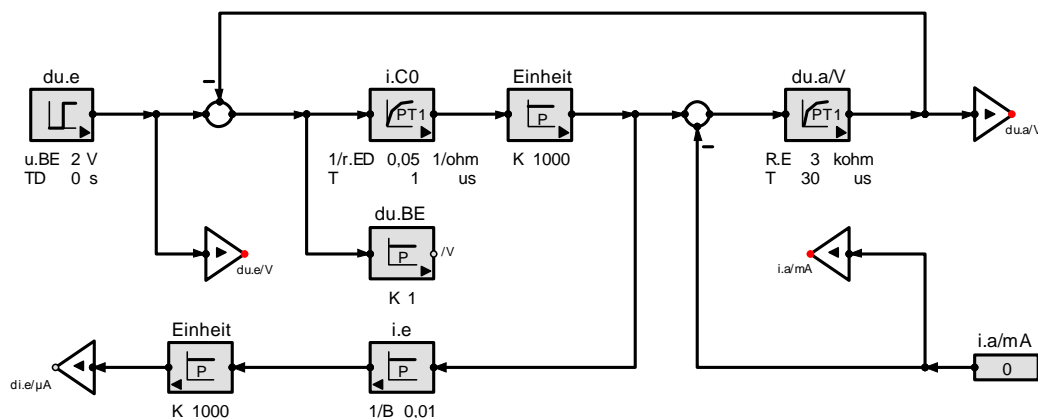 du.e
i.C0
Einheit
du.a/V
PT1
P
PT1
du.a/V
u.BE 2 V
TD 0 s
1/r.ED 0,05 1/ohm
T 1 us
K 1000
R.E 3 kohm
T 30 us
du.BE
P
/V
K 1
du.e/V
i.a/mA
Einheit
i.e
i.a/mA
P
P
0
di.e/µA
K 1000
1/B 0,01